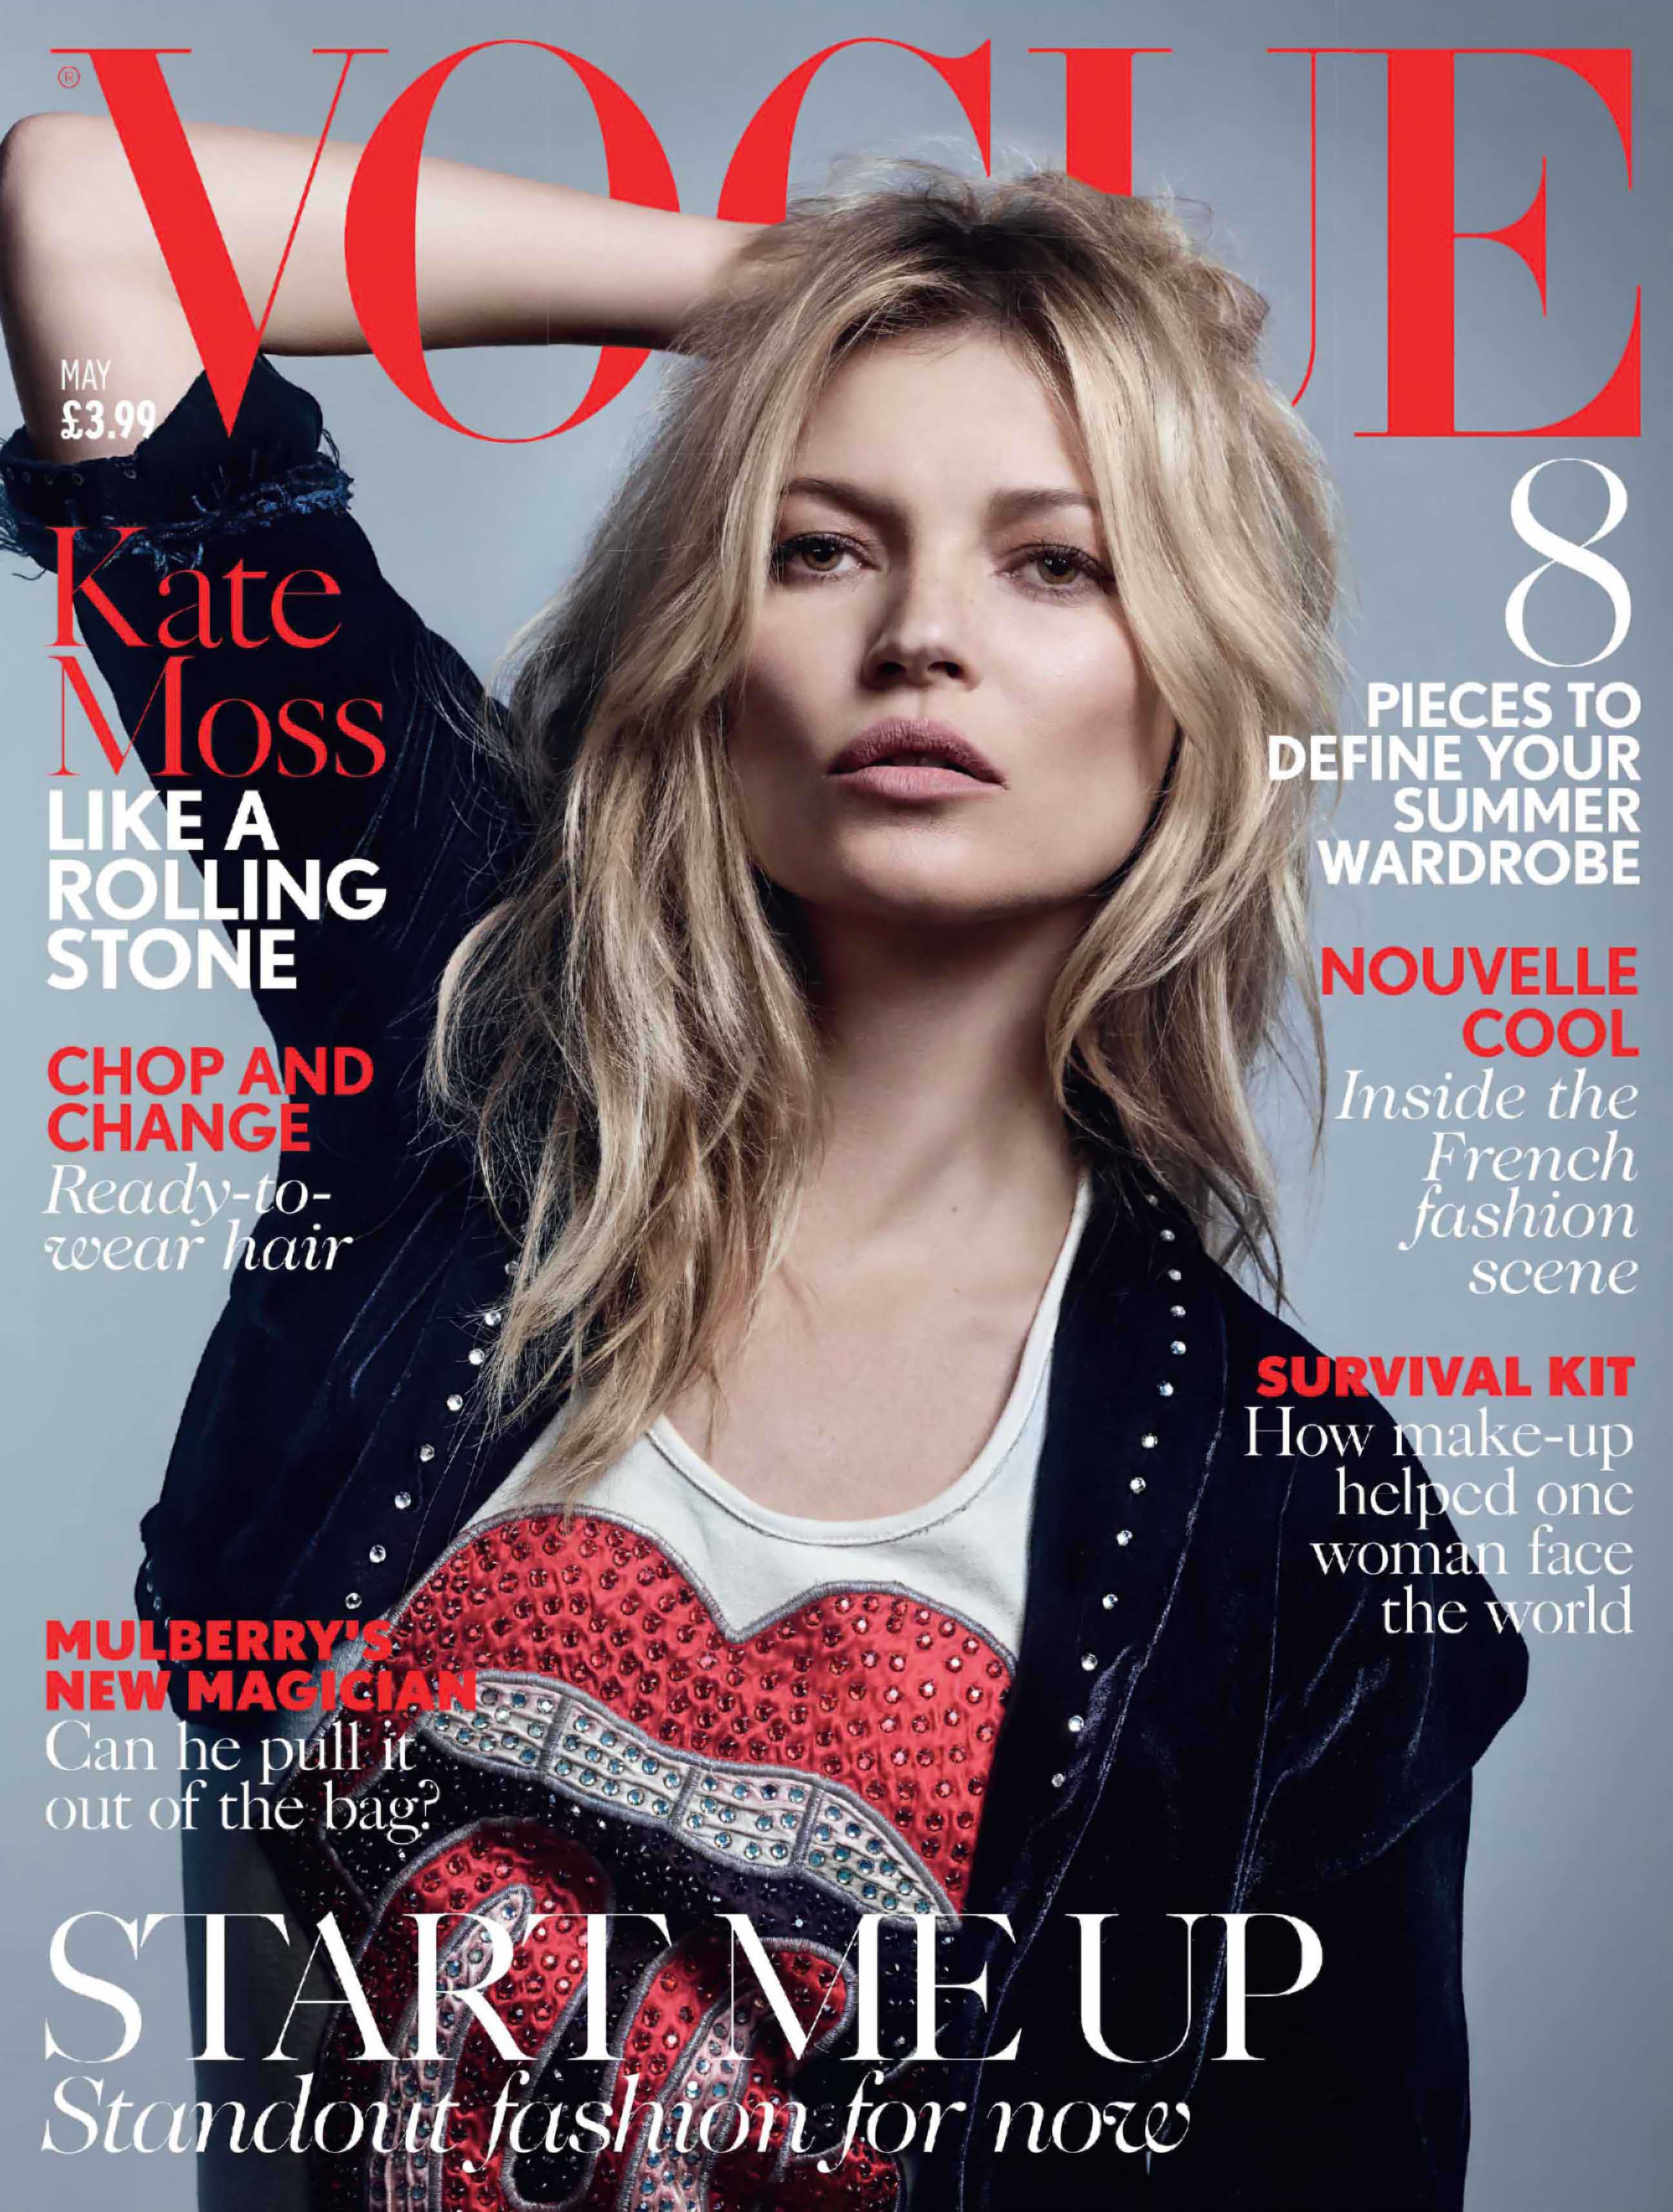 VOGUE
®
MAY
£3.99
Kate
Moss
LIKE A
ROLLING
STONE
CHOP AND
CHANGE
Ready-to-
wear hair
MULBERRY'S
NEW MAGICIAN
Can he pull it
out of the bag?
8
PIECES TO
DEFINE YOUR
SUMMER
WARDROBE
NOUVELLE
COOL
Inside the
French
fashion
scene
SURVIVAL KIT
How make-up
helped one
woman face
the world
START ME UP
Standout fashion for now